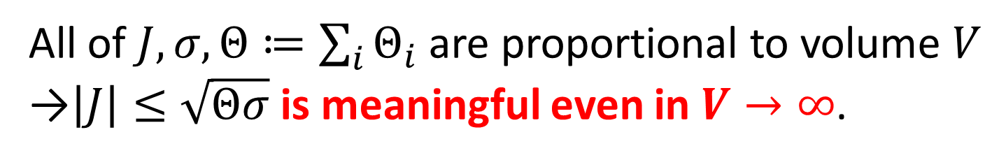 All of J, σ, Θ ≔ ∑ᵢ Θᵢ are proportional to volume V
→|J| ≤ √Θσ is meaningful even in V → ∞.